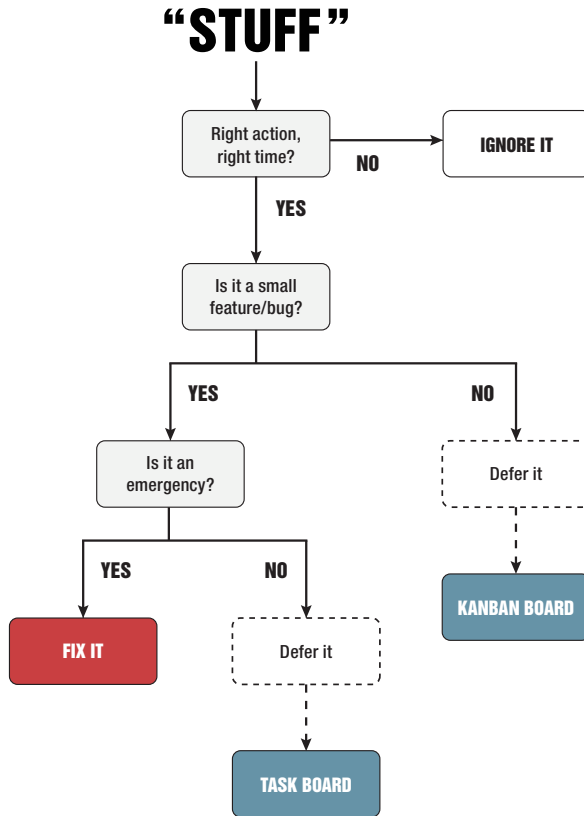 “STUFF”
Right action,
right time?
NO
IGNORE IT
YES
Is it a small
feature/bug?
YES
NO
Is it an
emergency?
Defer it
YES
NO
KANBAN BOARD
FIX IT
Defer it
TASK BOARD